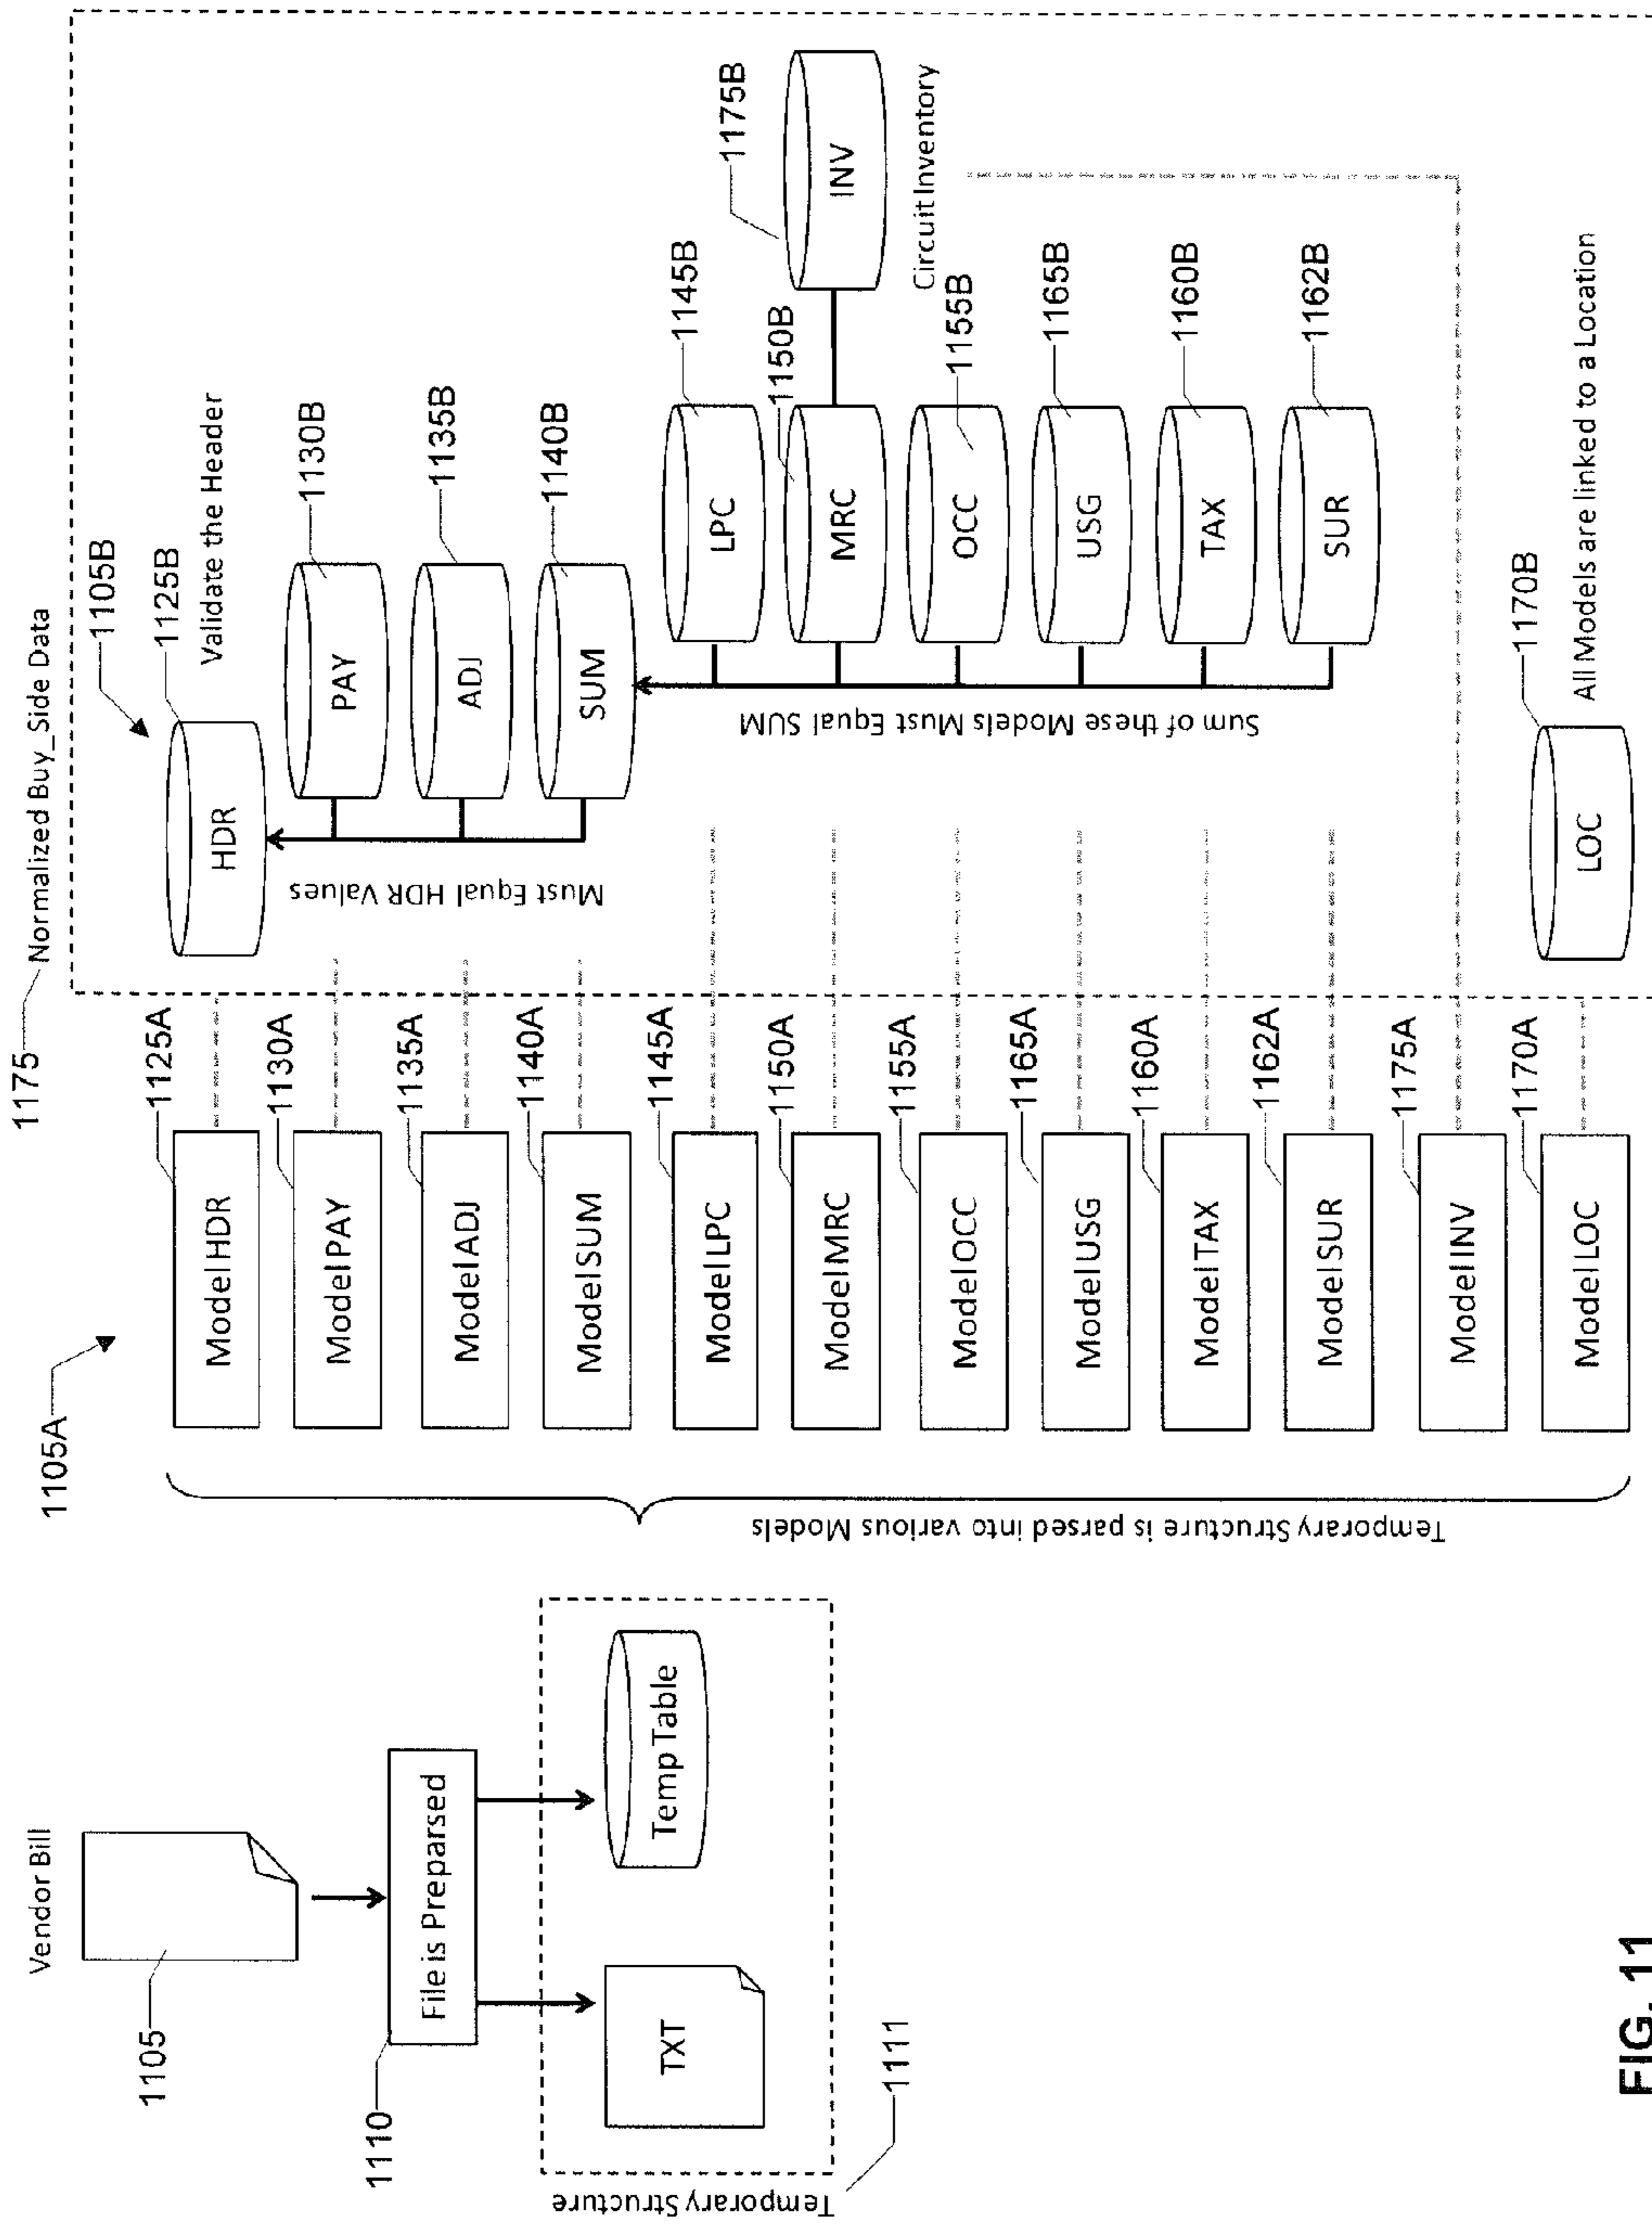 Vendor Bill
1105
1110
File is Preparsed
TXT
Temp Table
Temporary Structure
1111
1105A
Temporary Structure is parsed into various Models
Model HDR
1125A
Model PAY
1130A
Model ADJ
1135A
Model SUM
1140A
Model LPC
1145A
Model MRC
1150A
Model OCC
1155A
Model USG
1165A
Model TAX
1160A
Model SUR
1162A
Model INV
1175A
Model LOC
1170A
1175
Normalized Buy_Side Data
1105B
1125B
HDR
Validate the Header
Must Equal HDR Values
PAY
1130B
ADJ
1135B
SUM
1140B
Sum of these Models Must Equal SUM
LPC
1145B
MRC
1150B
INV
1175B
Circuit Inventory
OCC
1155B
USG
1165B
TAX
1160B
SUR
1162B
LOC
1170B
All Models are linked to a Location
FIG. 11